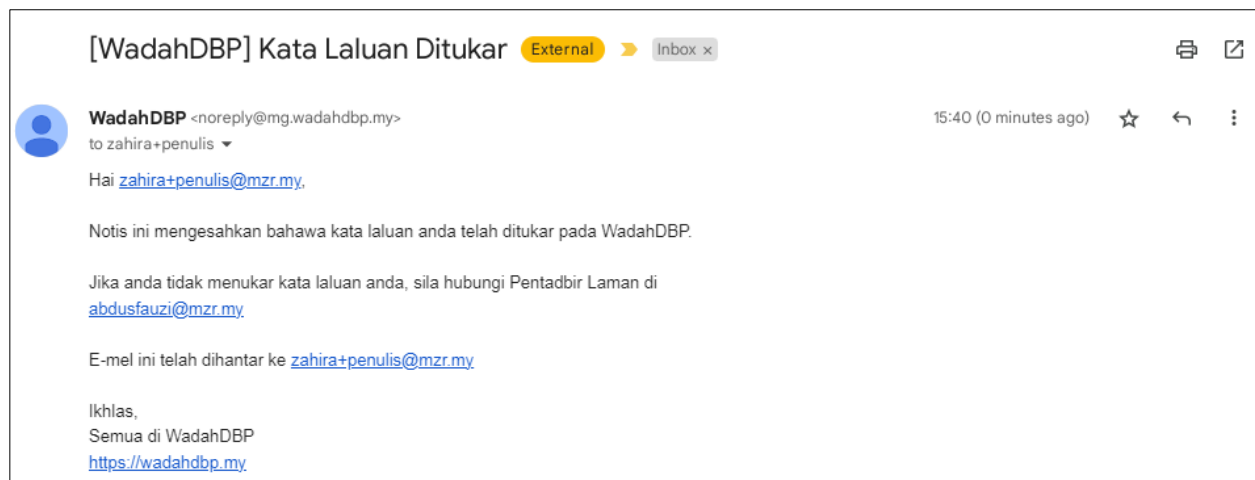 [WadahDBP] Kata Laluan Ditukar External Inbox ×
WadahDBP <noreply@mg.wadahdbp.my> 15:40 (0 minutes ago)
to zahira+penulis
Hai zahira+penulis@mzr.my,
Notis ini mengesahkan bahawa kata laluan anda telah ditukar pada WadahDBP.
Jika anda tidak menukar kata laluan anda, sila hubungi Pentadbir Laman di
abdusfauzi@mzr.my
E-mel ini telah dihantar ke zahira+penulis@mzr.my
Ikhlas,
Semua di WadahDBP
https://wadahdbp.my